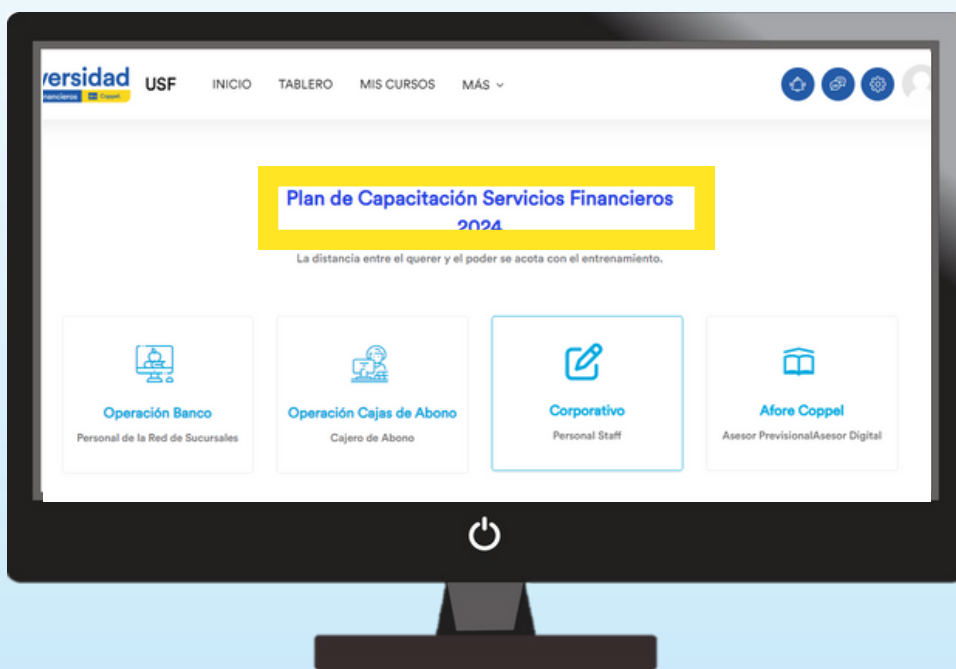 USF INICIO TABLERO MIS CURSOS MÁS
Plan de Capacitación Servicios Financieros
2024
La distancia entre el querer y el poder se acota con el entrenamiento.
Operación Banco
Personal de la Red de Sucursales
Operación Cajas de Abono
Cajero de Abono
Corporativo
Personal Staff
Afore Coppel
Asesor PrevisionalAsesor Digital